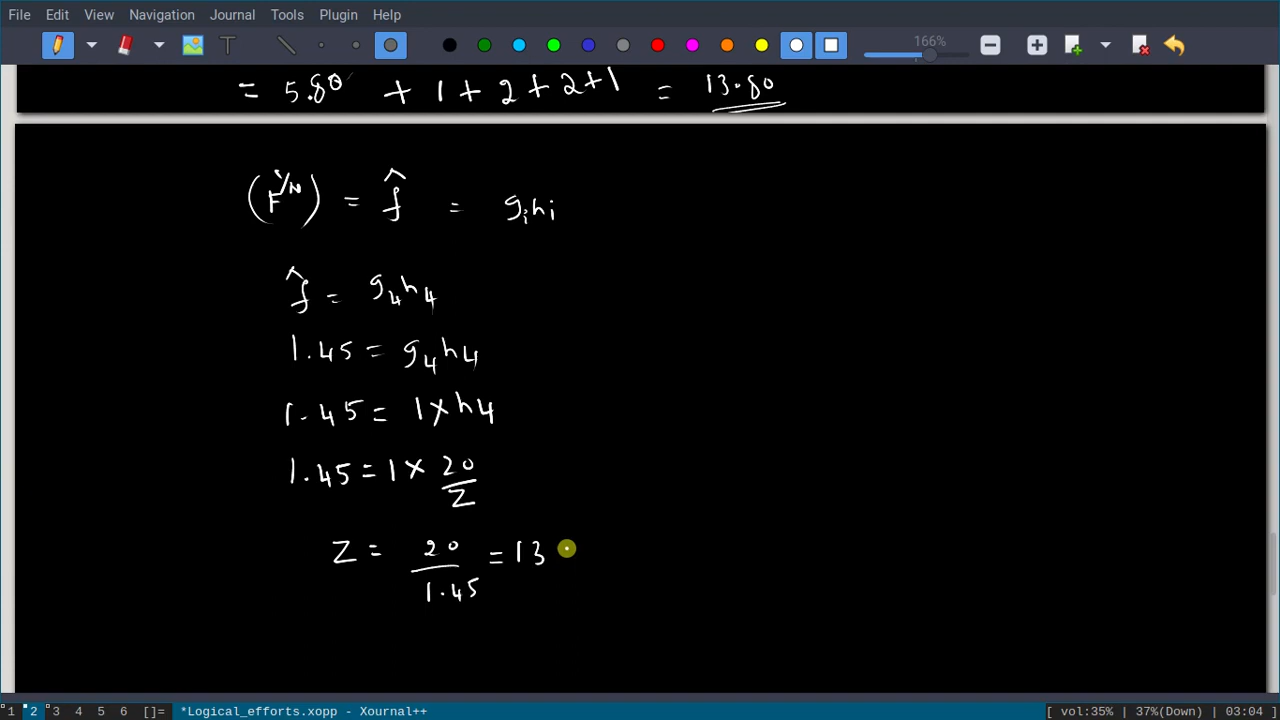 File Edit View Navigation Journal Tools Plugin Help
166%
= 5.80 + 1 + 2 + 2 + 1 = 13.80
(F^1/N) = f̂ = gihi
f̂ = g4h4
1.45 = g4h4
1.45 = 1 x h4
1.45 = 1 x 20/Z
Z = 20/1.45 = 13
1 2 3 4 5 6 []= *Logical_efforts.xopp - Xournal++ [ vol:35% | 37%(Down) | 03:04 ]